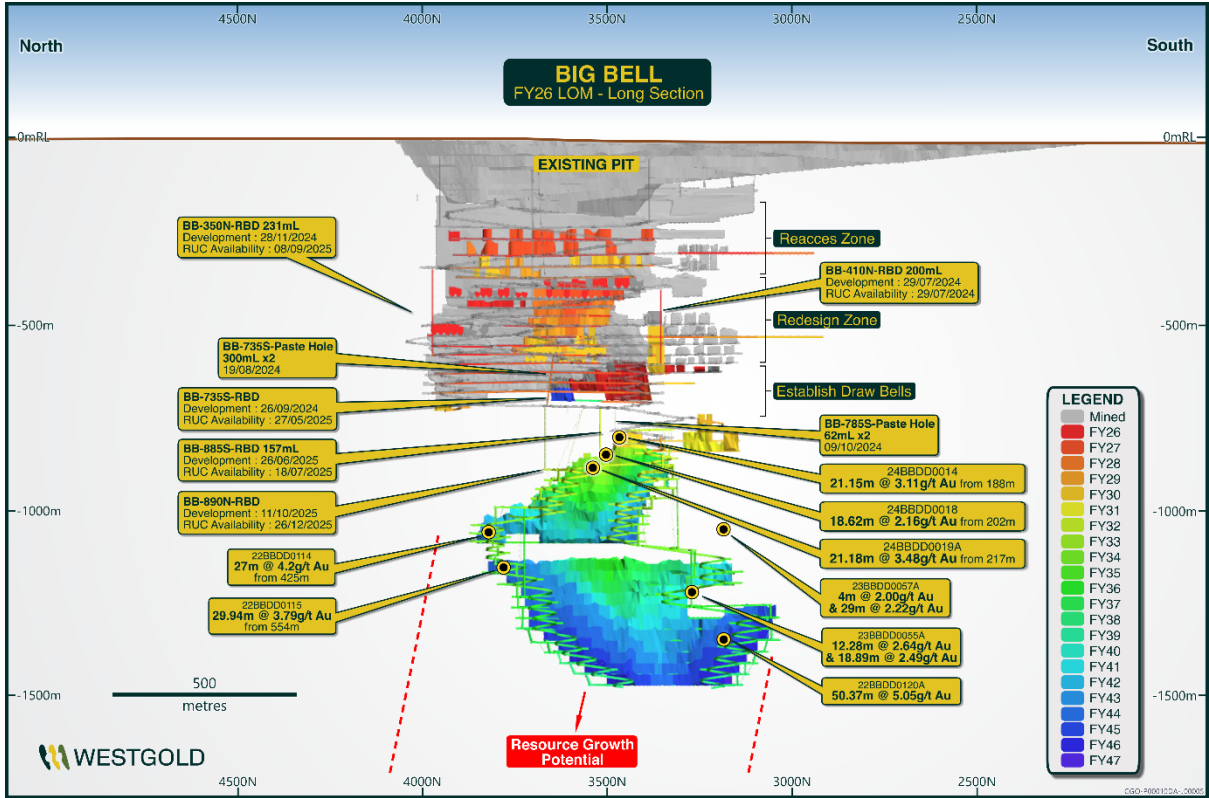 4500N
4000N
3500N
3000N
2500N
North
South
BIG BELL
FY26 LOM - Long Section
0mRL
0mRL
EXISTING PIT
BB-350N-RBD 231mL
Development : 28/11/2024
RUC Availability : 08/09/2025
Reacces Zone
BB-410N-RBD 200mL
Development : 29/07/2024
RUC Availability : 29/07/2024
-500m
-500m
Redesign Zone
BB-735S-Paste Hole
300mL x2
19/08/2024
Establish Draw Bells
BB-735S-RBD
Development : 26/09/2024
RUC Availability : 27/05/2025
BB-785S-Paste Hole
62mL x2
09/10/2024
BB-885S-RBD 157mL
Development : 26/06/2025
RUC Availability : 18/07/2025
24BBDD0014
21.15m @ 3.11g/t Au from 188m
BB-890N-RBD
Development : 11/10/2025
RUC Availability : 26/12/2025
24BBDD0018
18.62m @ 2.16g/t Au from 202m
-1000m
-1000m
24BBDD0019A
21.18m @ 3.48g/t Au from 217m
22BBDD0114
27m @ 4.2g/t Au
from 425m
23BBDD0057A
4m @ 2.00g/t Au
& 29m @ 2.22g/t Au
22BBDD0115
29.94m @ 3.79g/t Au
from 554m
23BBDD0055A
12.28m @ 2.64g/t Au
& 18.89m @ 2.49g/t Au
22BBDD0120A
50.37m @ 5.05g/t Au
-1500m
-1500m
500
metres
Resource Growth
Potential
WESTGOLD
LEGEND
Mined
FY26
FY27
FY28
FY29
FY30
FY31
FY32
FY33
FY34
FY35
FY36
FY37
FY38
FY39
FY40
FY41
FY42
FY43
FY44
FY45
FY46
FY47
4500N
4000N
3500N
3000N
2500N